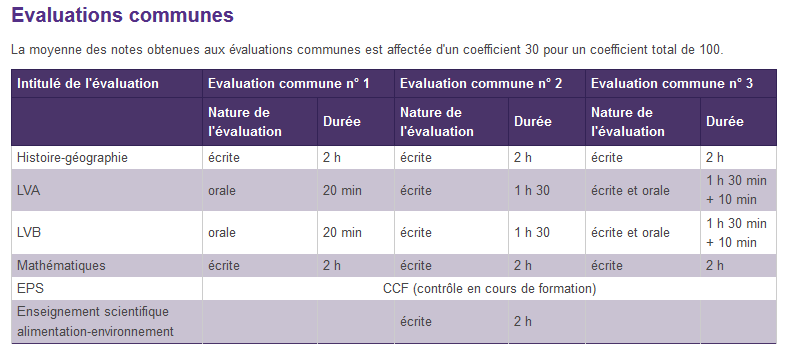 Evaluations communes
La moyenne des notes obtenues aux évaluations communes est affectée d'un coefficient 30 pour un coefficient total de 100.
Intitulé de l'évaluation Evaluation commune n° 1 Evaluation commune n° 2 Evaluation commune n° 3
Nature de l'évaluation Durée Nature de l'évaluation Durée Nature de l'évaluation Durée
Histoire-géographie écrite 2 h écrite 2 h écrite 2 h
LVA orale 20 min écrite 1 h 30 écrite et orale 1 h 30 min + 10 min
LVB orale 20 min écrite 1 h 30 écrite et orale 1 h 30 min + 10 min
Mathématiques écrite 2 h écrite 2 h écrite 2 h
EPS CCF (contrôle en cours de formation)
Enseignement scientifique alimentation-environnement écrite 2 h